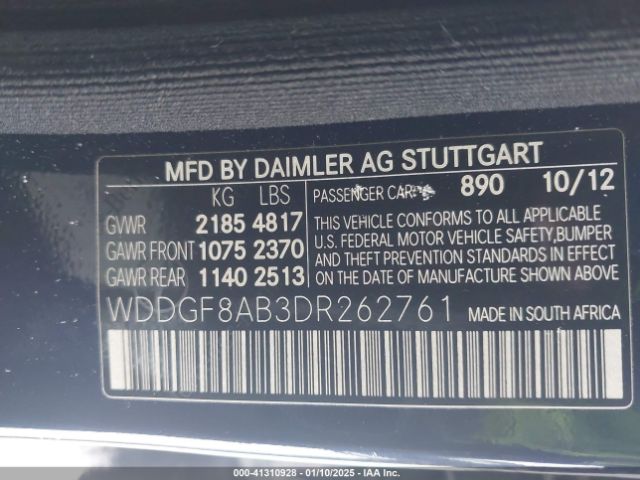 MFD BY DAIMLER AG STUTTGART
KG LBS
GVWR 2185 4817
GAWR FRONT 1075 2370
GAWR REAR 1140 2513
PASSENGER CAR 890 10/12
THIS VEHICLE CONFORMS TO ALL APPLICABLE
U.S. FEDERAL MOTOR VEHICLE SAFETY,BUMPER
AND THEFT PREVENTION STANDARDS IN EFFECT
ON THE DATE OF MANUFACTURE SHOWN ABOVE.
WDDGF8AB3DR262761
MADE IN SOUTH AFRICA
000-41310928 - 01/10/2025 - IAA Inc.